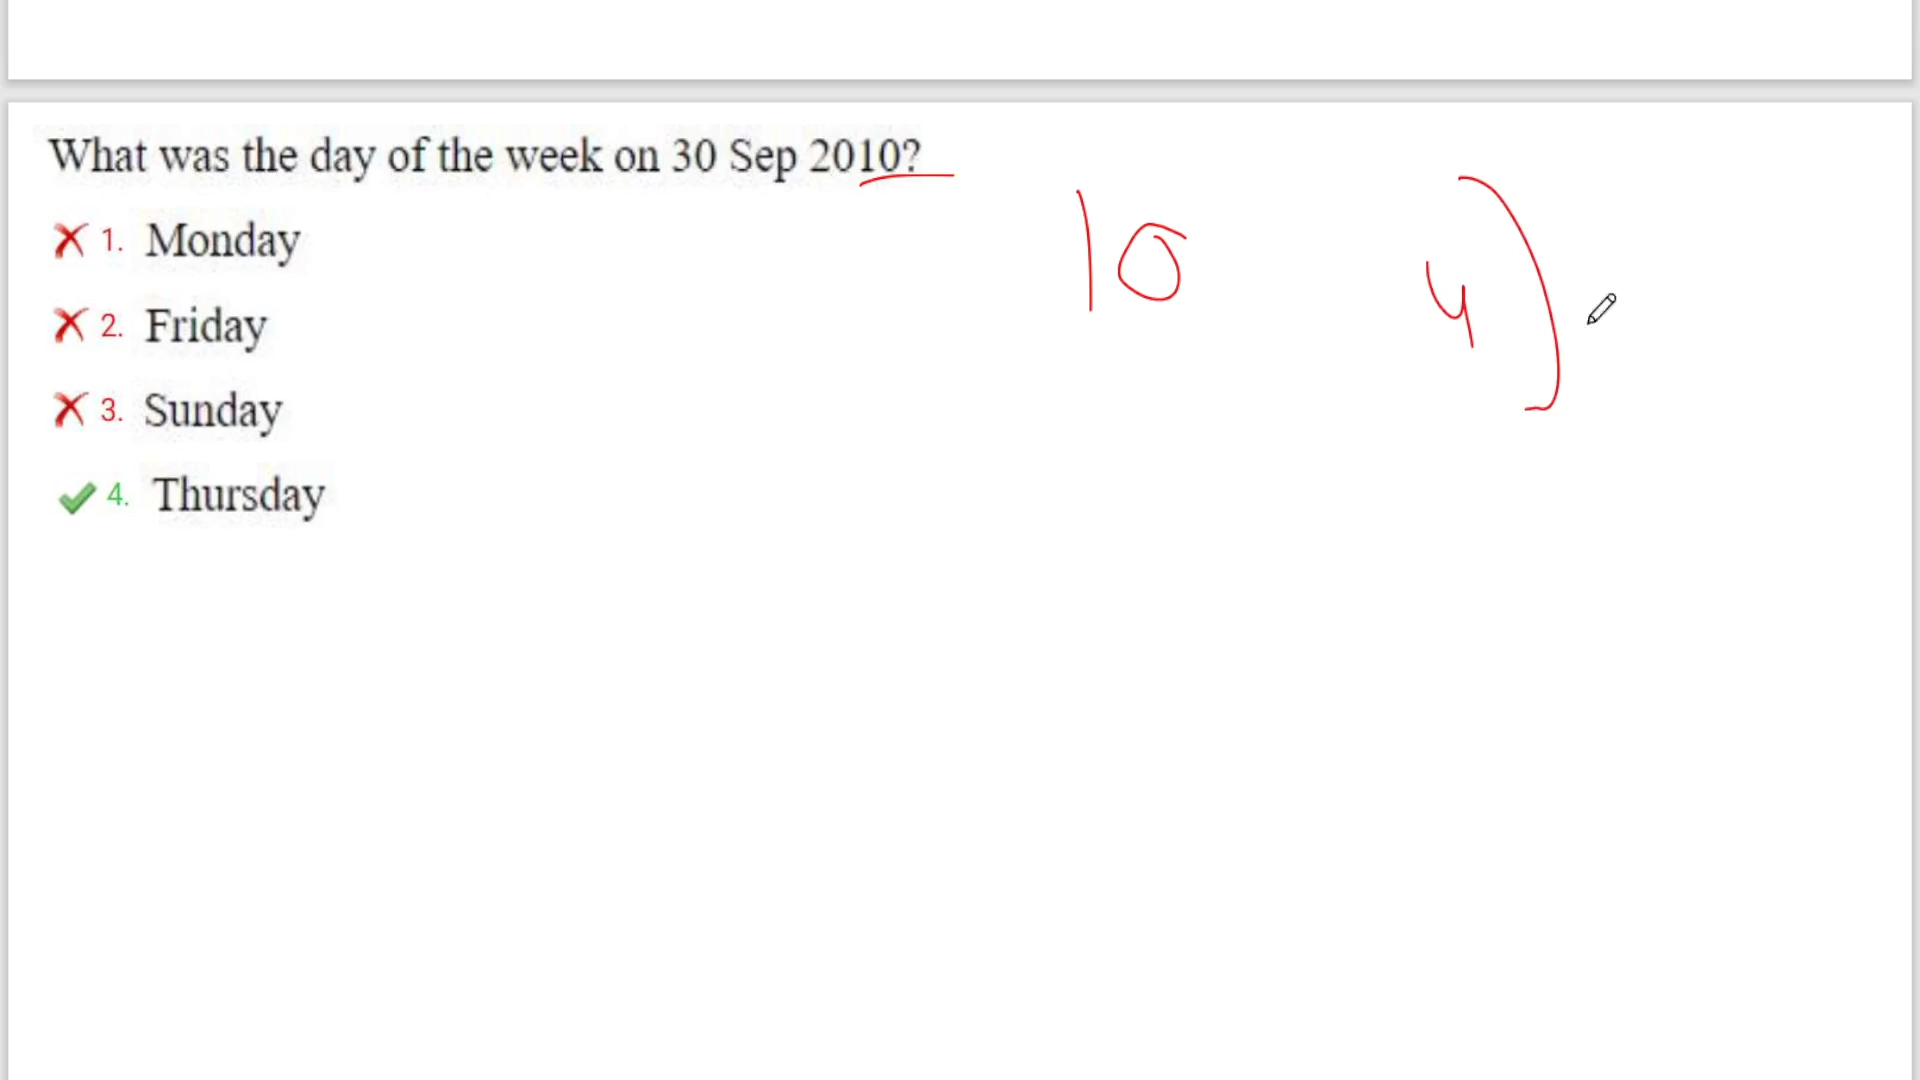 What was the day of the week on 30 Sep 2010?
1. Monday
2. Friday
3. Sunday
4. Thursday
10
4)